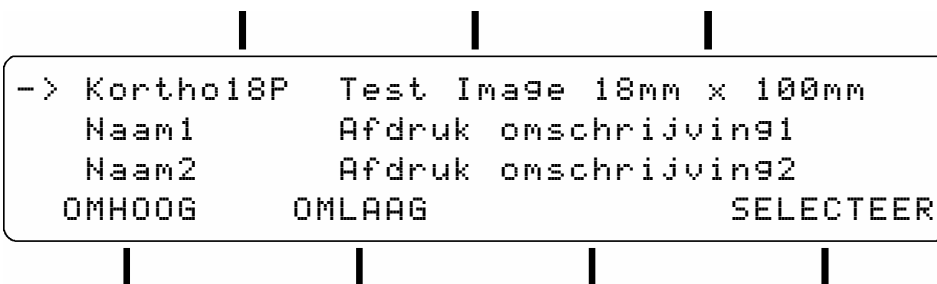 -> Kortho18P Test Image 18mm x 100mm
Naam1 Afdruk omschrijving1
Naam2 Afdruk omschrijving2
OMHOOG OMLAAG SELECTEER